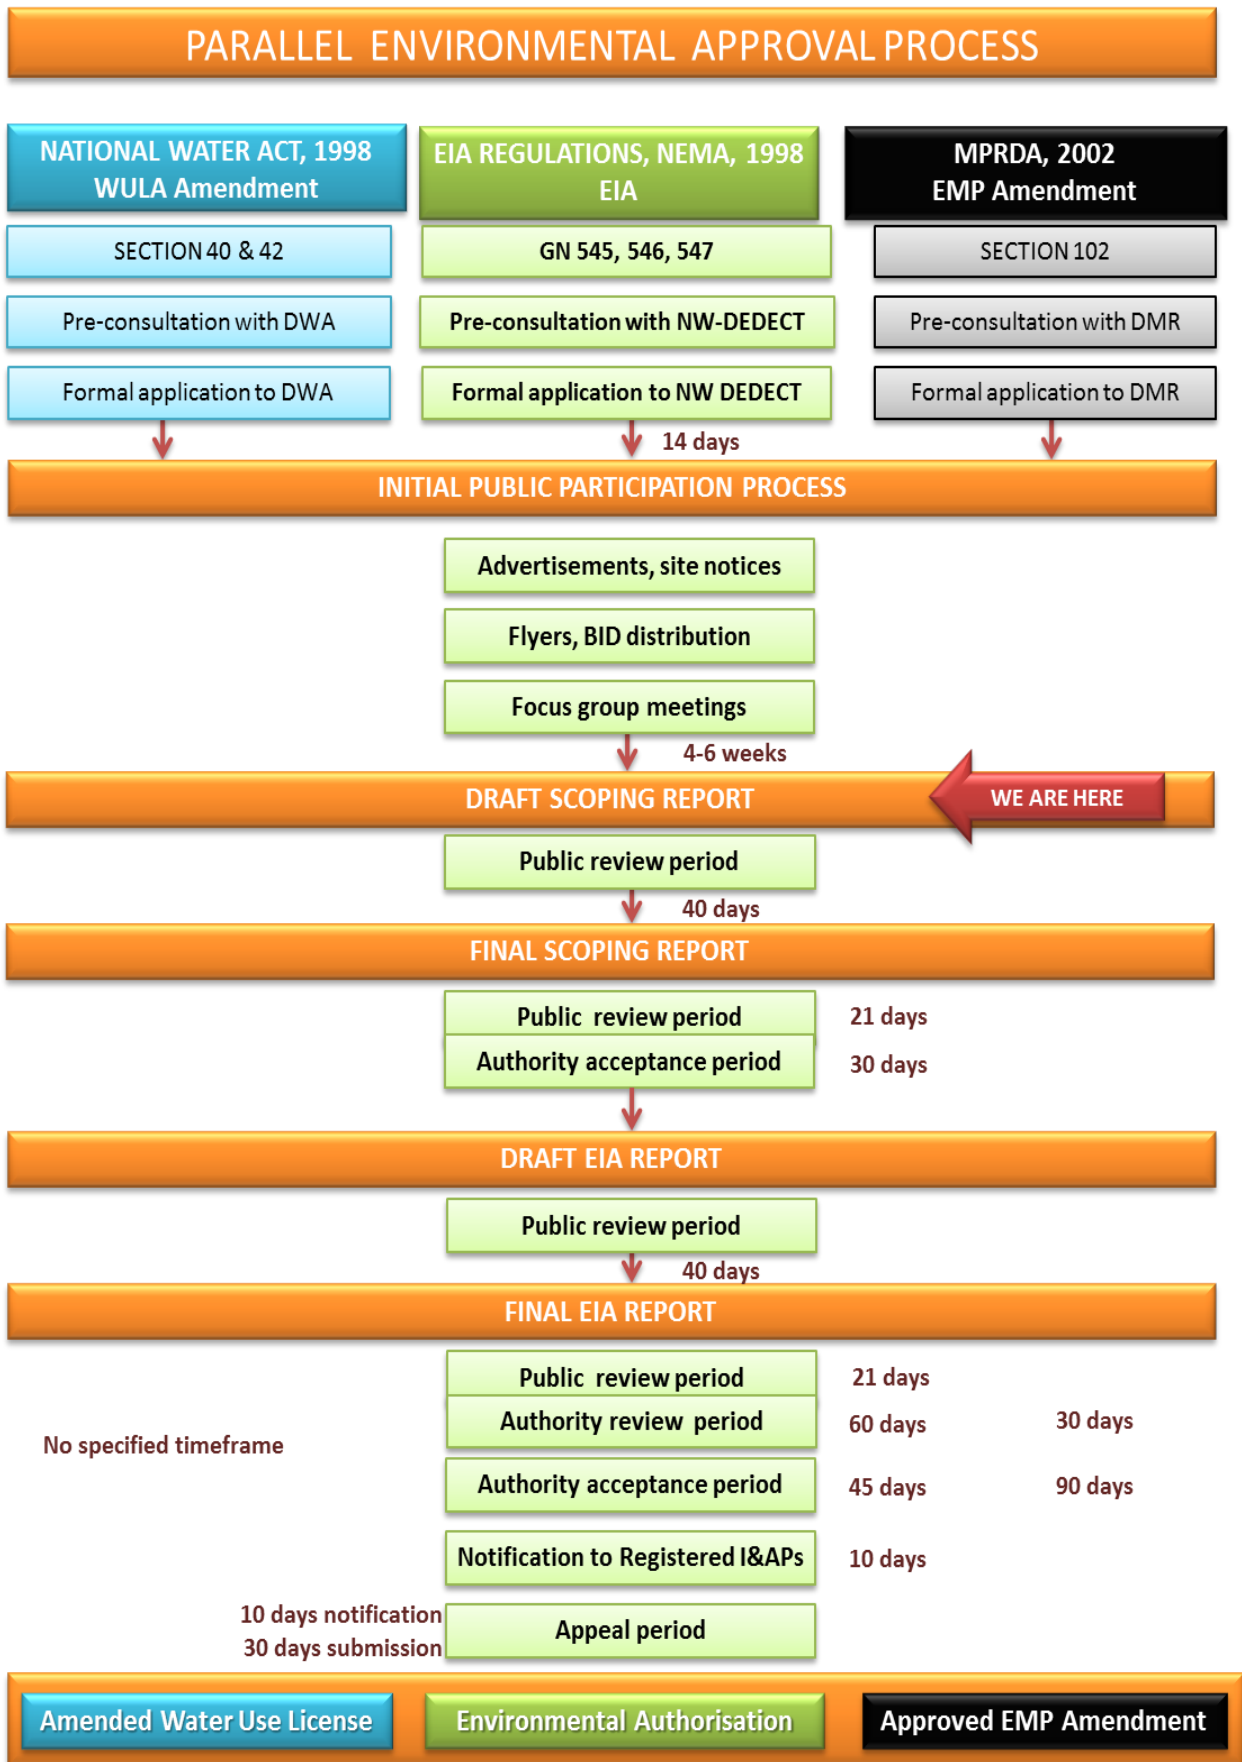 PARALLEL ENVIRONMENTAL APPROVAL PROCESS
NATIONAL WATER ACT, 1998
WULA Amendment
EIA REGULATIONS, NEMA, 1998
EIA
MPRDA, 2002
EMP Amendment
SECTION 40 & 42
GN 545, 546, 547
SECTION 102
Pre-consultation with DWA
Pre-consultation with NW-DEDECT
Pre-consultation with DMR
Formal application to DWA
Formal application to NW DEDECT
Formal application to DMR
14 days
INITIAL PUBLIC PARTICIPATION PROCESS
Advertisements, site notices
Flyers, BID distribution
Focus group meetings
4-6 weeks
DRAFT SCOPING REPORT
WE ARE HERE
Public review period
40 days
FINAL SCOPING REPORT
Public review period
21 days
Authority acceptance period
30 days
DRAFT EIA REPORT
Public review period
40 days
FINAL EIA REPORT
Public review period
21 days
Authority review period
60 days
30 days
No specified timeframe
Authority acceptance period
45 days
90 days
Notification to Registered I&APs
10 days
10 days notification
30 days submission
Appeal period
Amended Water Use License
Environmental Authorisation
Approved EMP Amendment